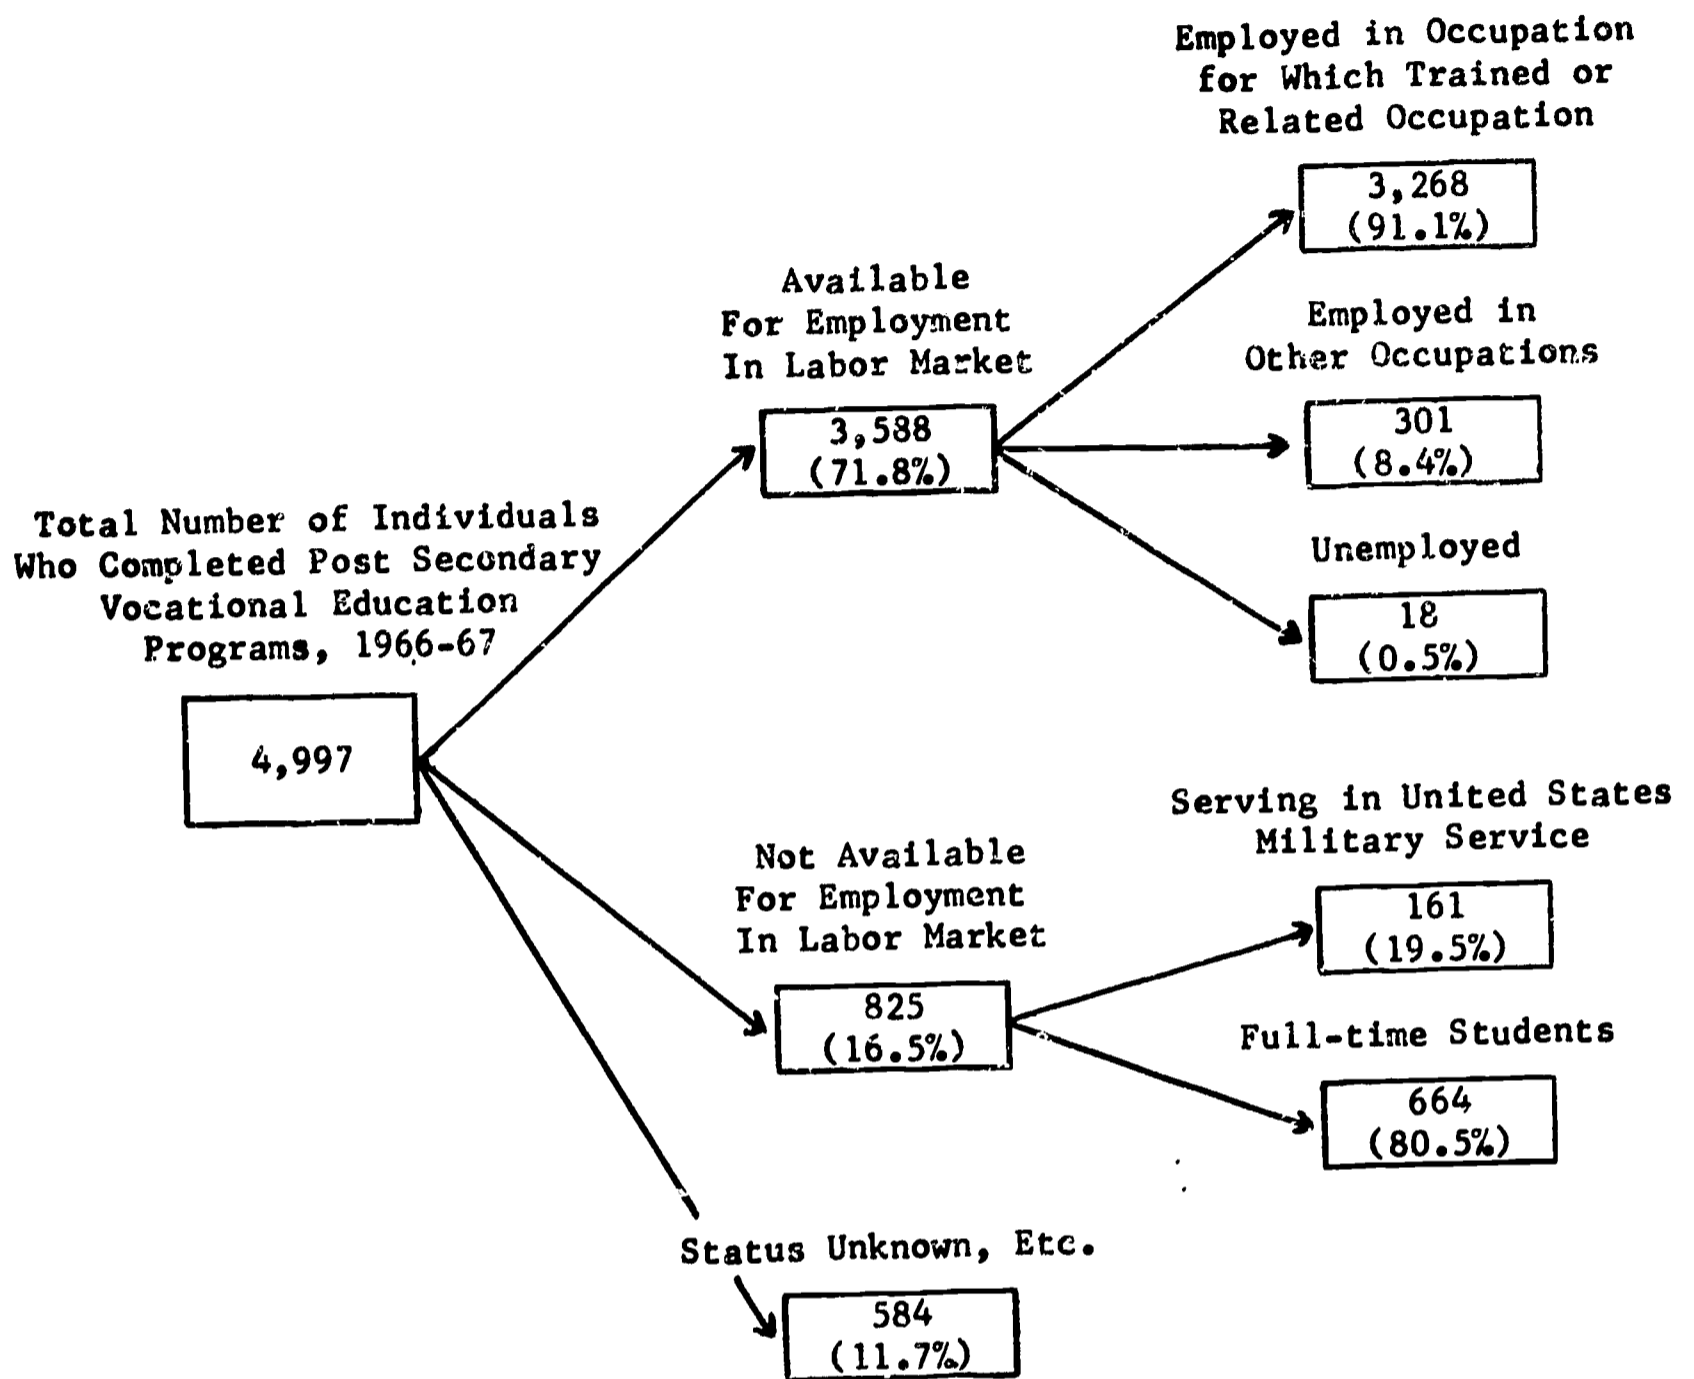 Employed in Occupation
for Which Trained or
Related Occupation
3,268
(91.1%)
Available
For Employment
In Labor Market
3,588
(71.8%)
Employed in
Other Occupations
301
(8.4%)
Unemployed
18
(0.5%)
Total Number of Individuals
Who Completed Post Secondary
Vocational Education
Programs, 1966-67
4,997
Not Available
For Employment
In Labor Market
825
(16.5%)
Serving in United States
Military Service
161
(19.5%)
Full-time Students
664
(80.5%)
Status Unknown, Etc.
584
(11.7%)